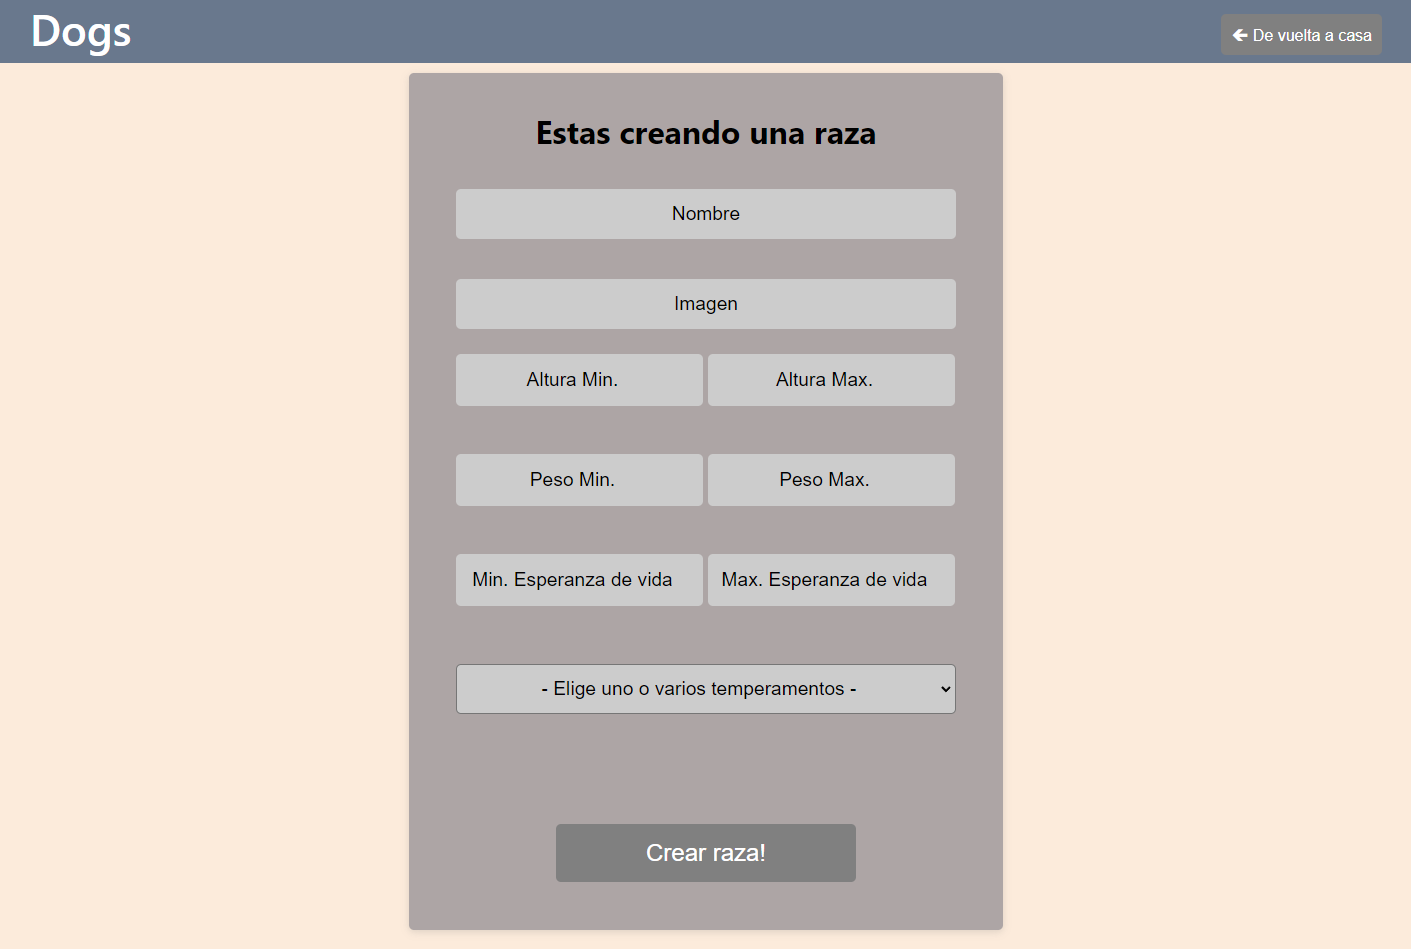 Dogs
🡸 De vuelta a casa
Estas creando una raza
Nombre
Imagen
Altura Min.
Altura Max.
Peso Min.
Peso Max.
Min. Esperanza de vida
Max. Esperanza de vida
- Elige uno o varios temperamentos -
Crear raza!